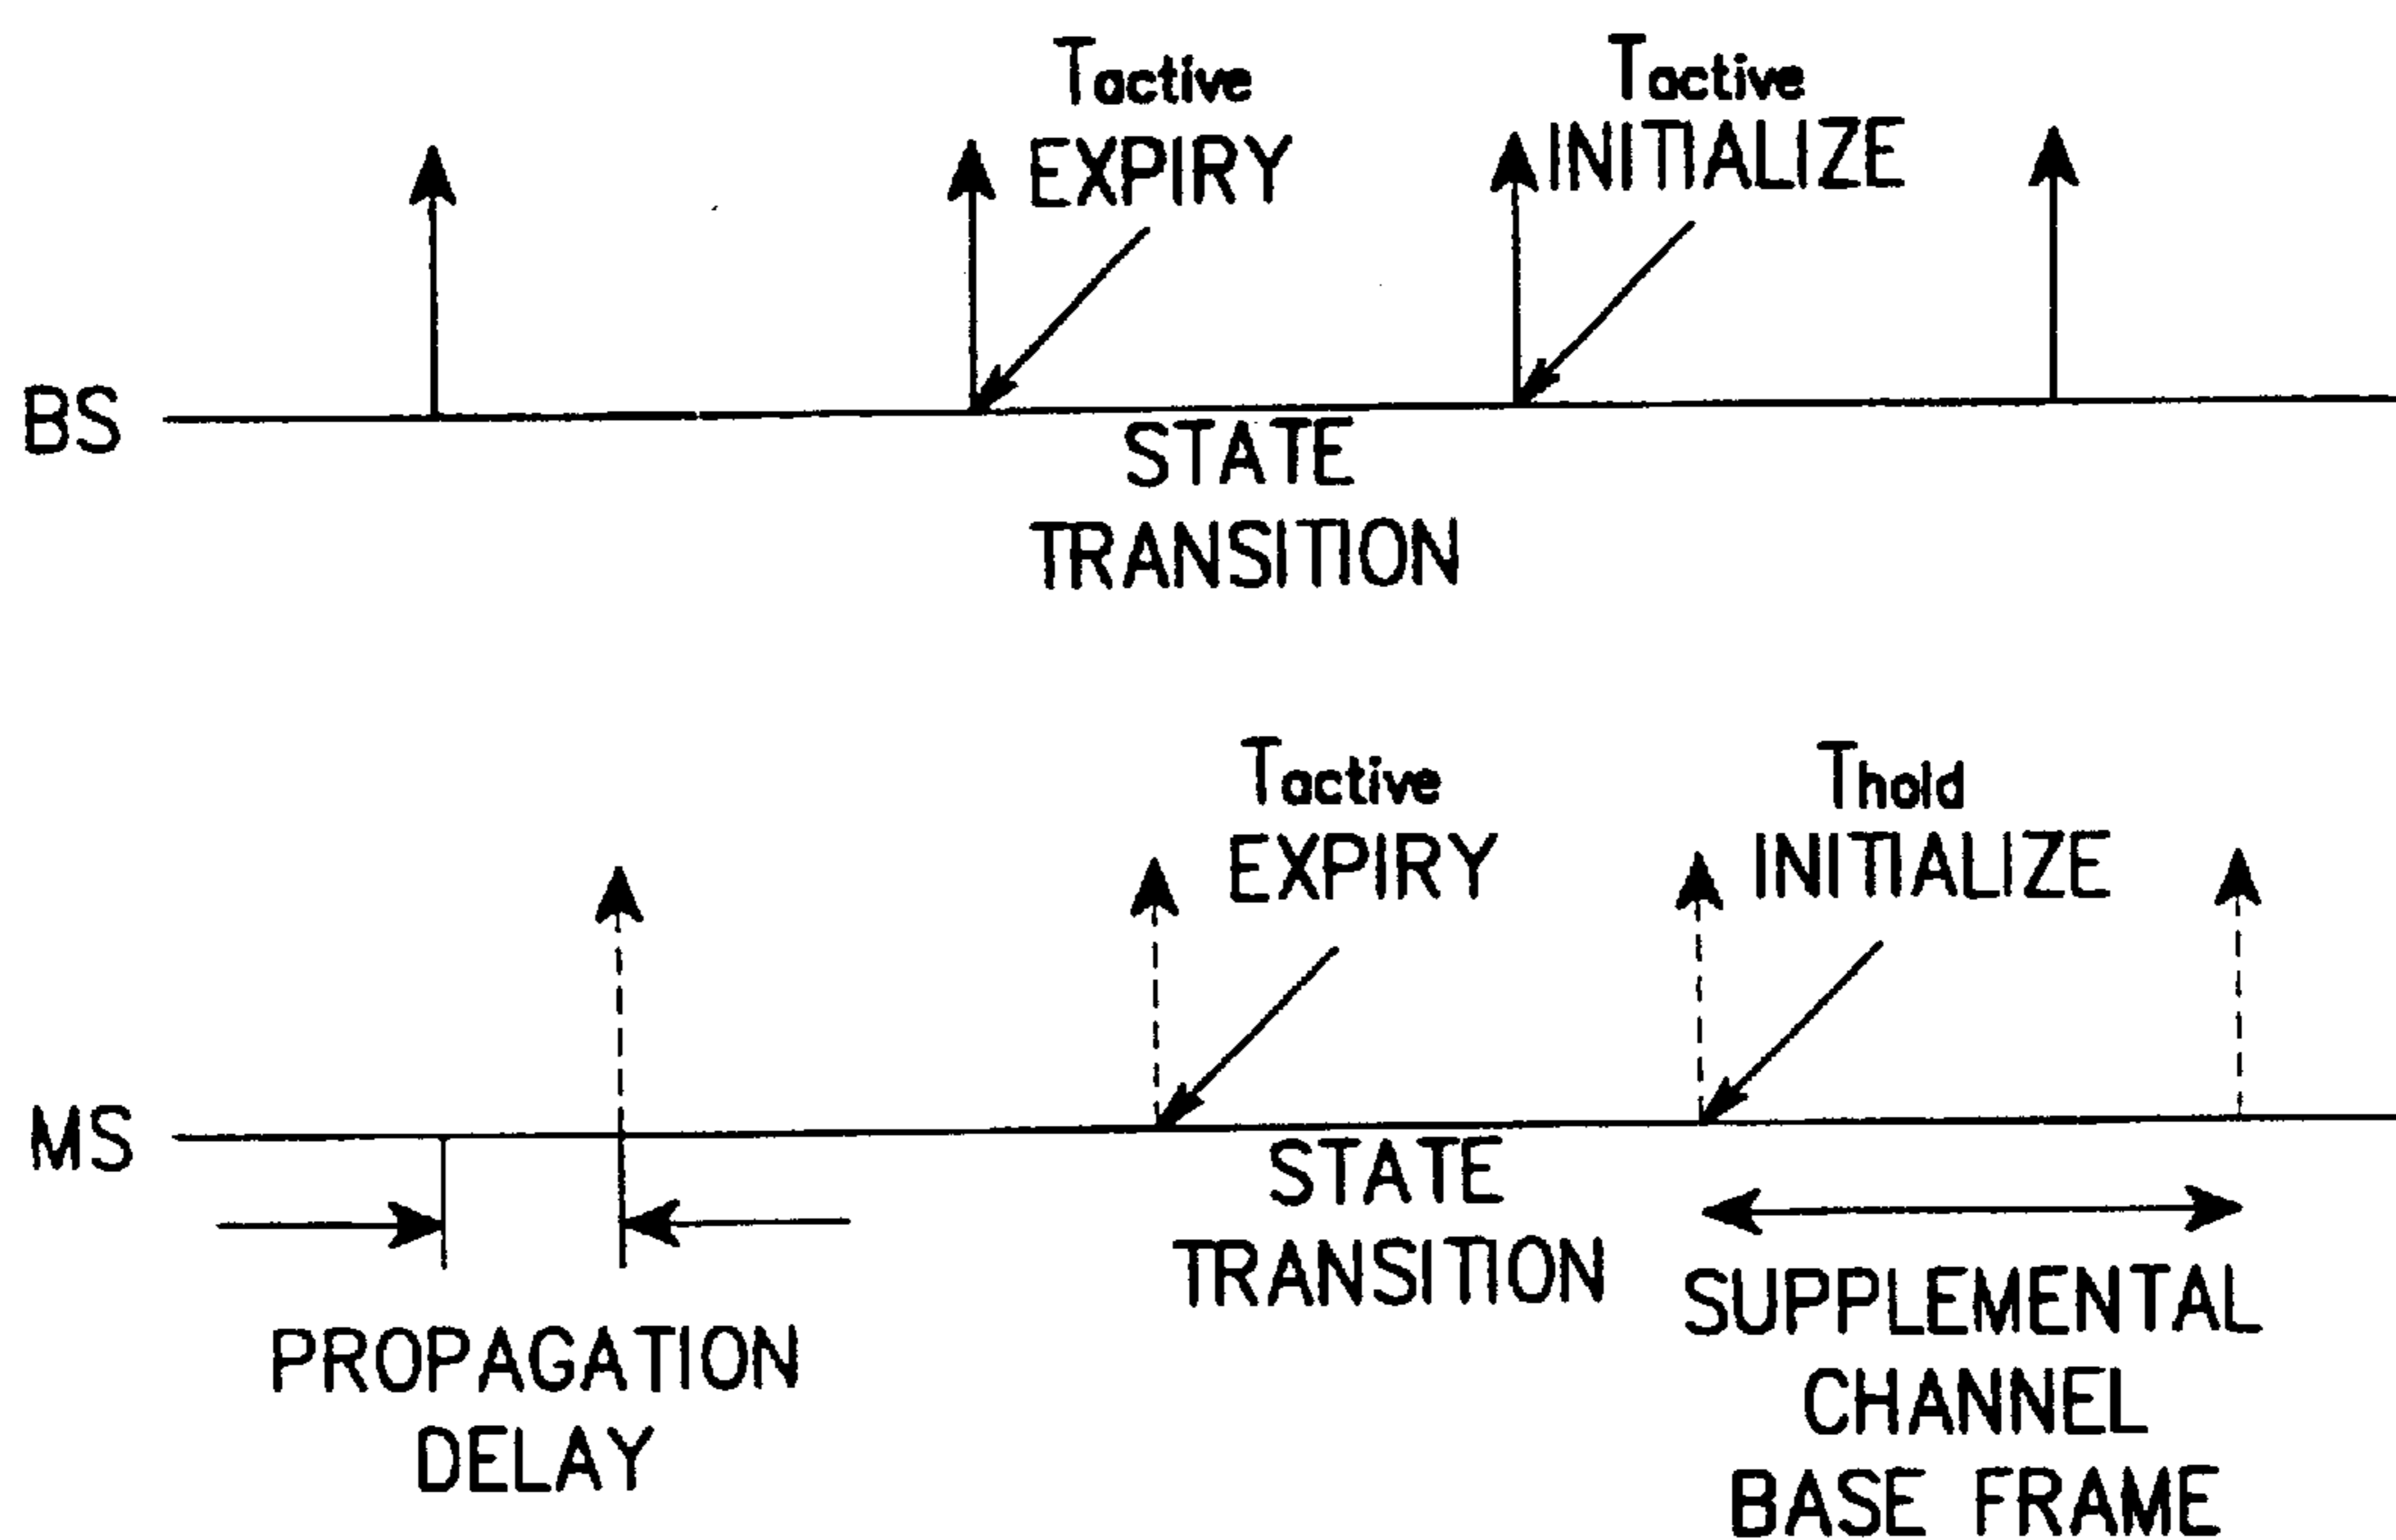 Tactive
EXPIRY
Tactive
INITIALIZE
BS
STATE
TRANSITION
Tactive
EXPIRY
Thold
INITIALIZE
MS
STATE
TRANSITION
PROPAGATION
DELAY
SUPPLEMENTAL
CHANNEL
BASE FRAME